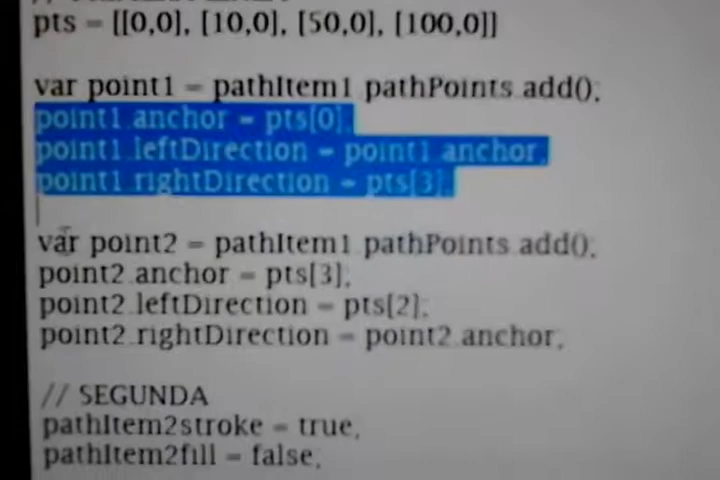 pts = [[0,0], [10,0], [50,0], [100,0]]
var point1 = pathItem1.pathPoints.add();
point1.anchor = pts[0];
point1.leftDirection = point1.anchor;
point1.rightDirection = pts[3];
var point2 = pathItem1.pathPoints.add();
point2.anchor = pts[3];
point2.leftDirection = pts[2];
point2.rightDirection = point2.anchor;
// SEGUNDA
pathItem2stroke = true;
pathItem2fill = false;